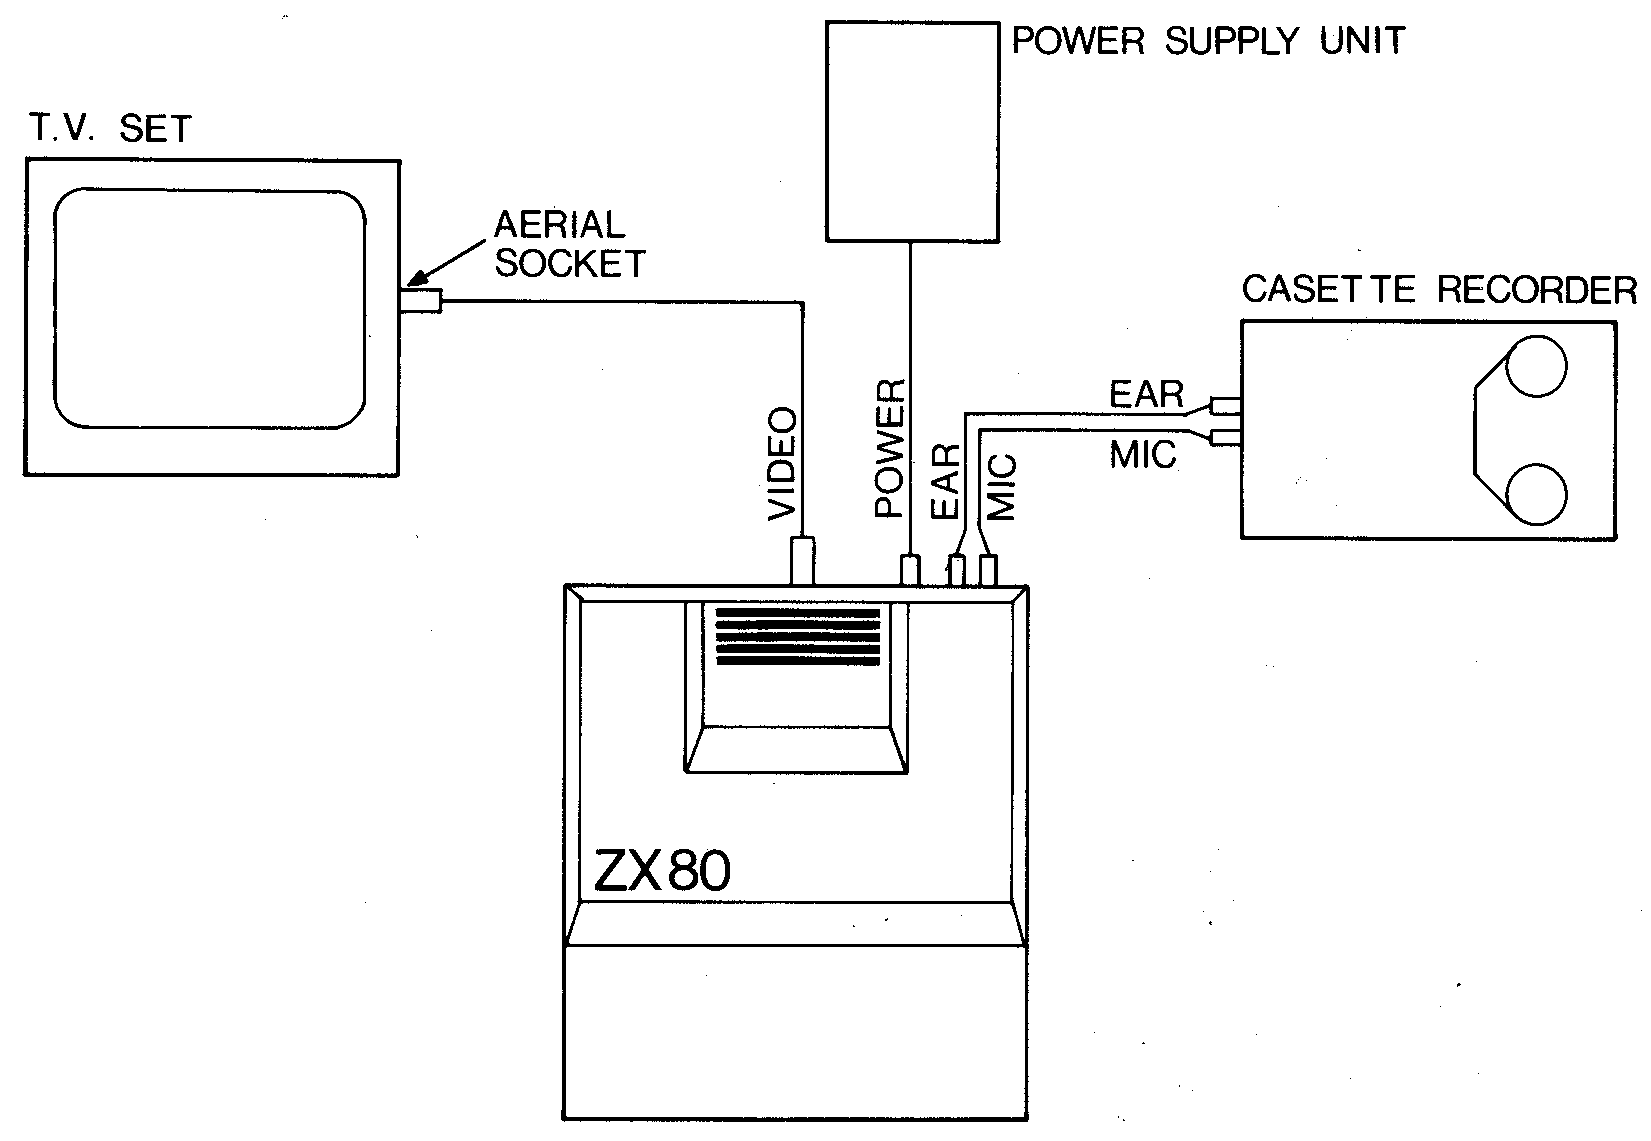 POWER SUPPLY UNIT
T.V. SET
AERIAL
SOCKET
CASETTE RECORDER
EAR
MIC
VIDEO
POWER
EAR
MIC
ZX80